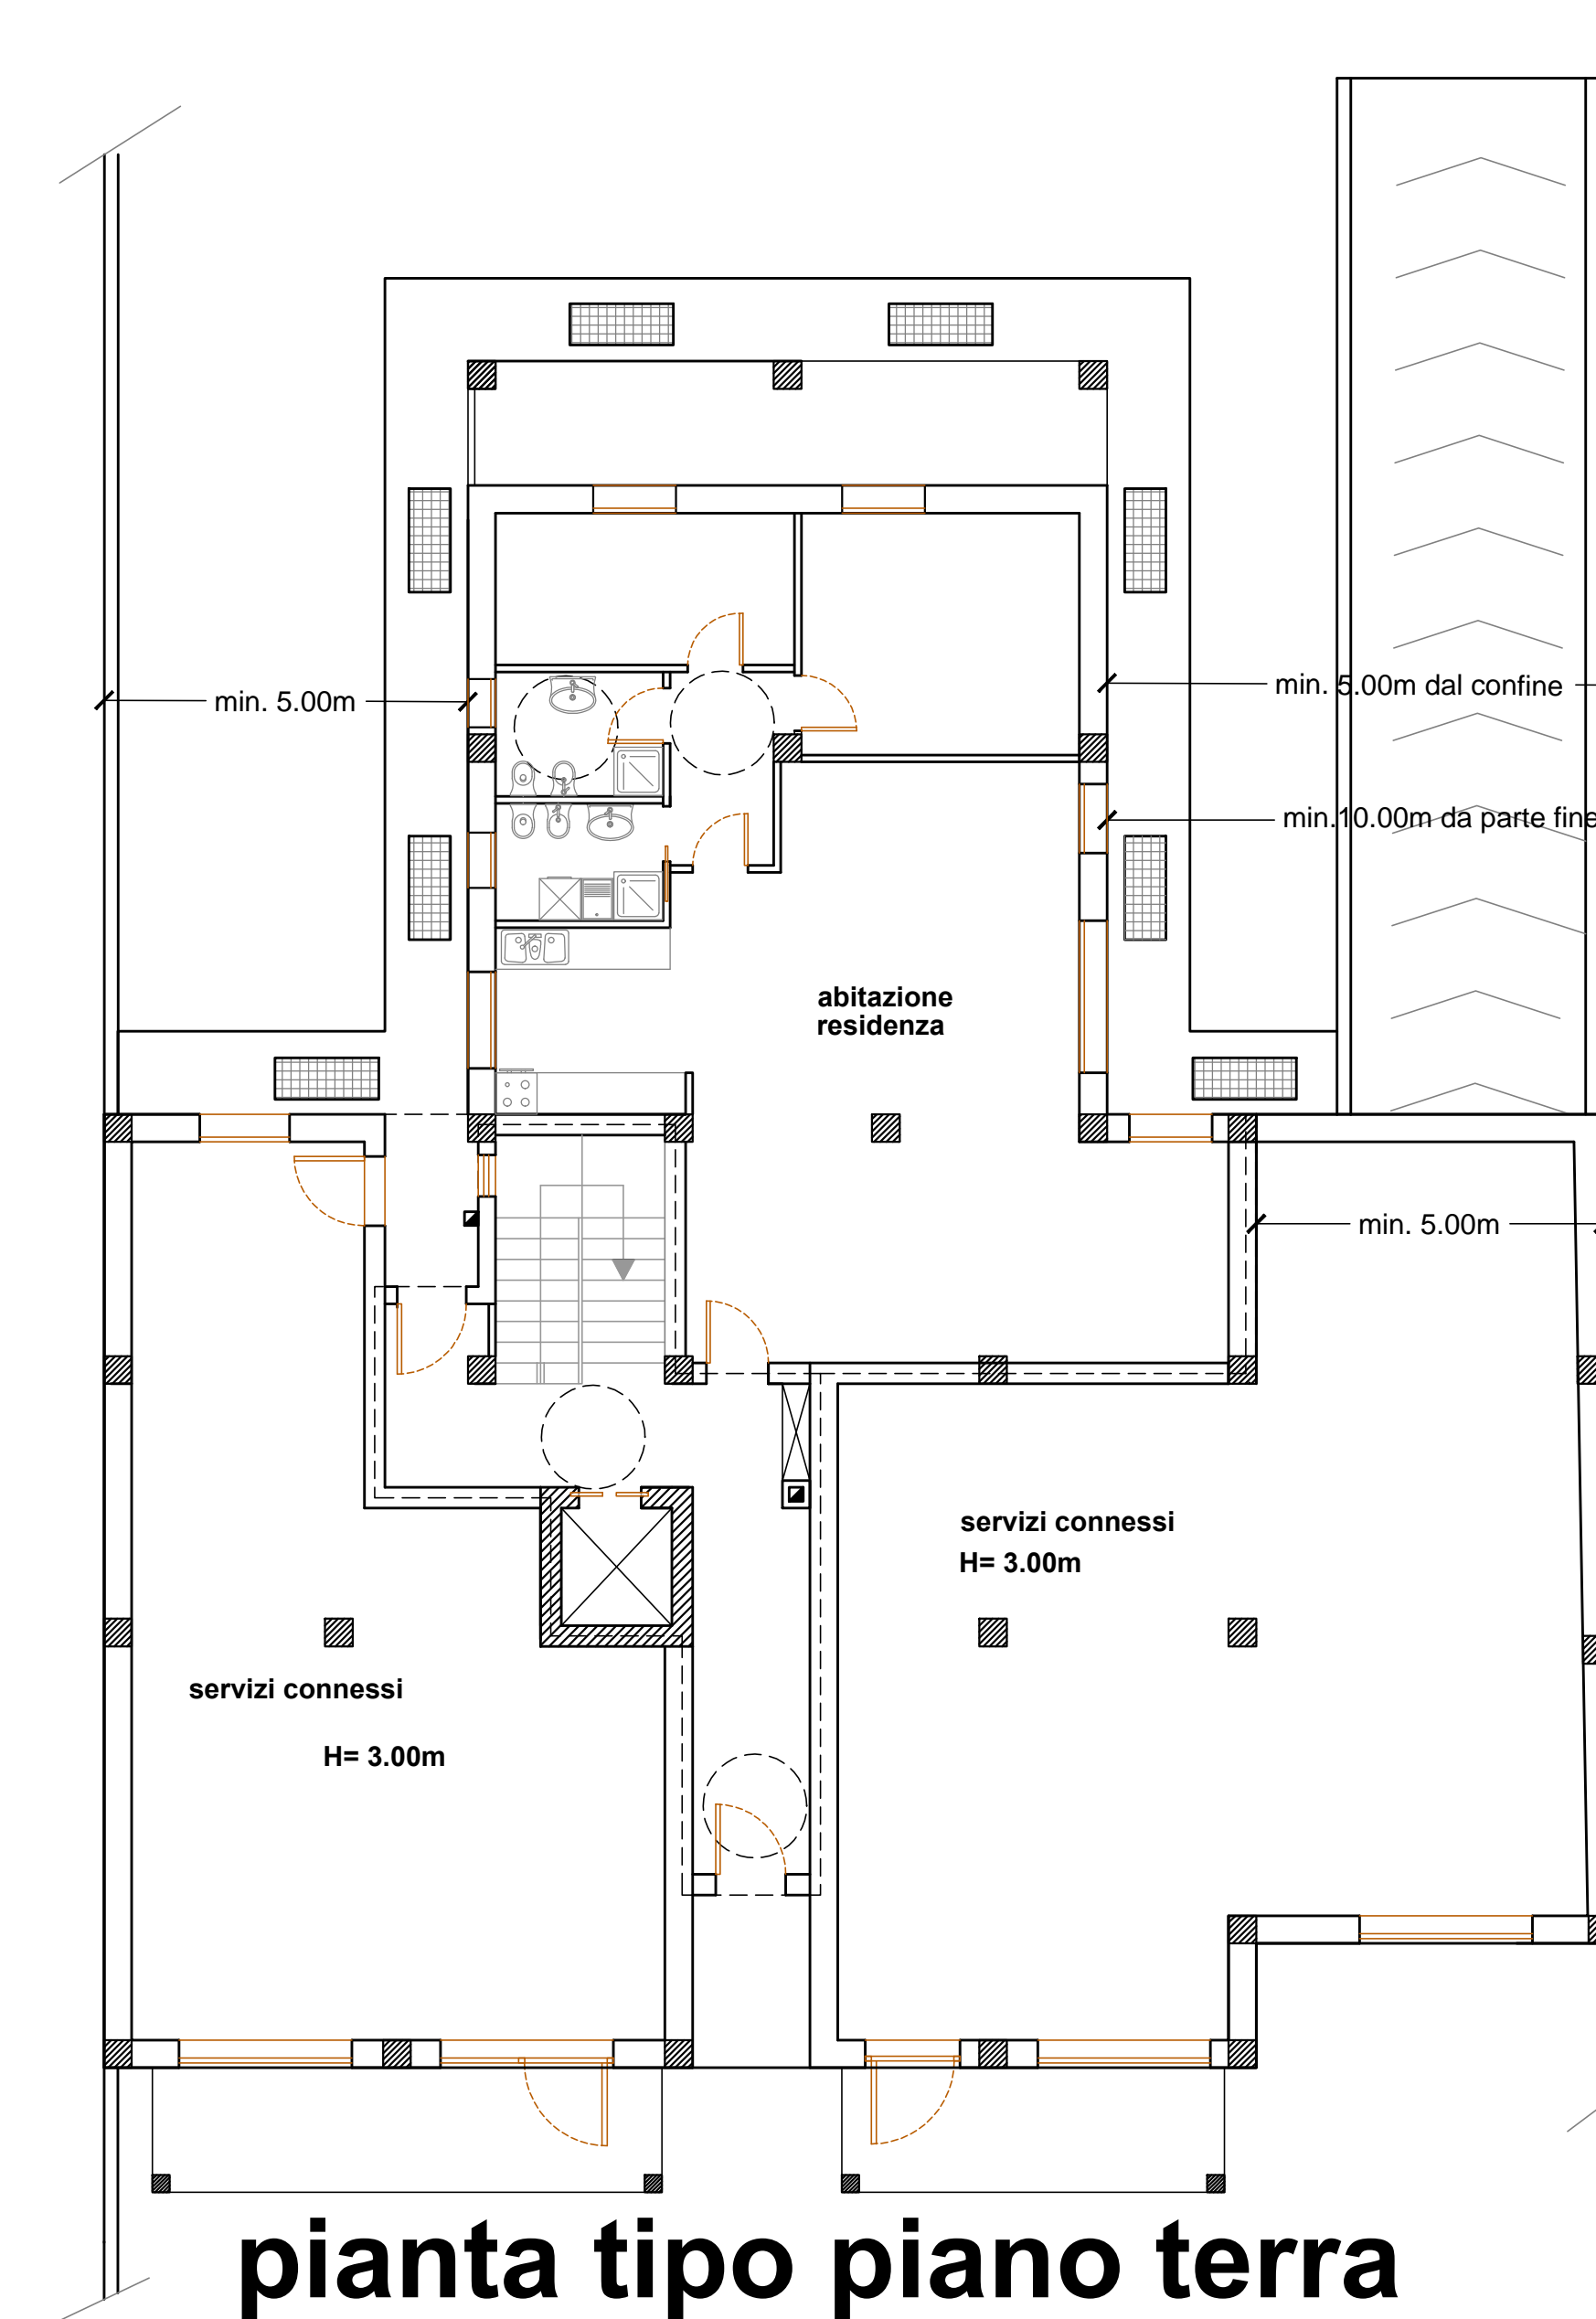 min. 5.00m
min. 5.00m dal confine
min.10.00m da parte fine
abitazione
residenza
min. 5.00m
servizi connessi
H= 3.00m
servizi connessi
H= 3.00m
pianta tipo piano terra